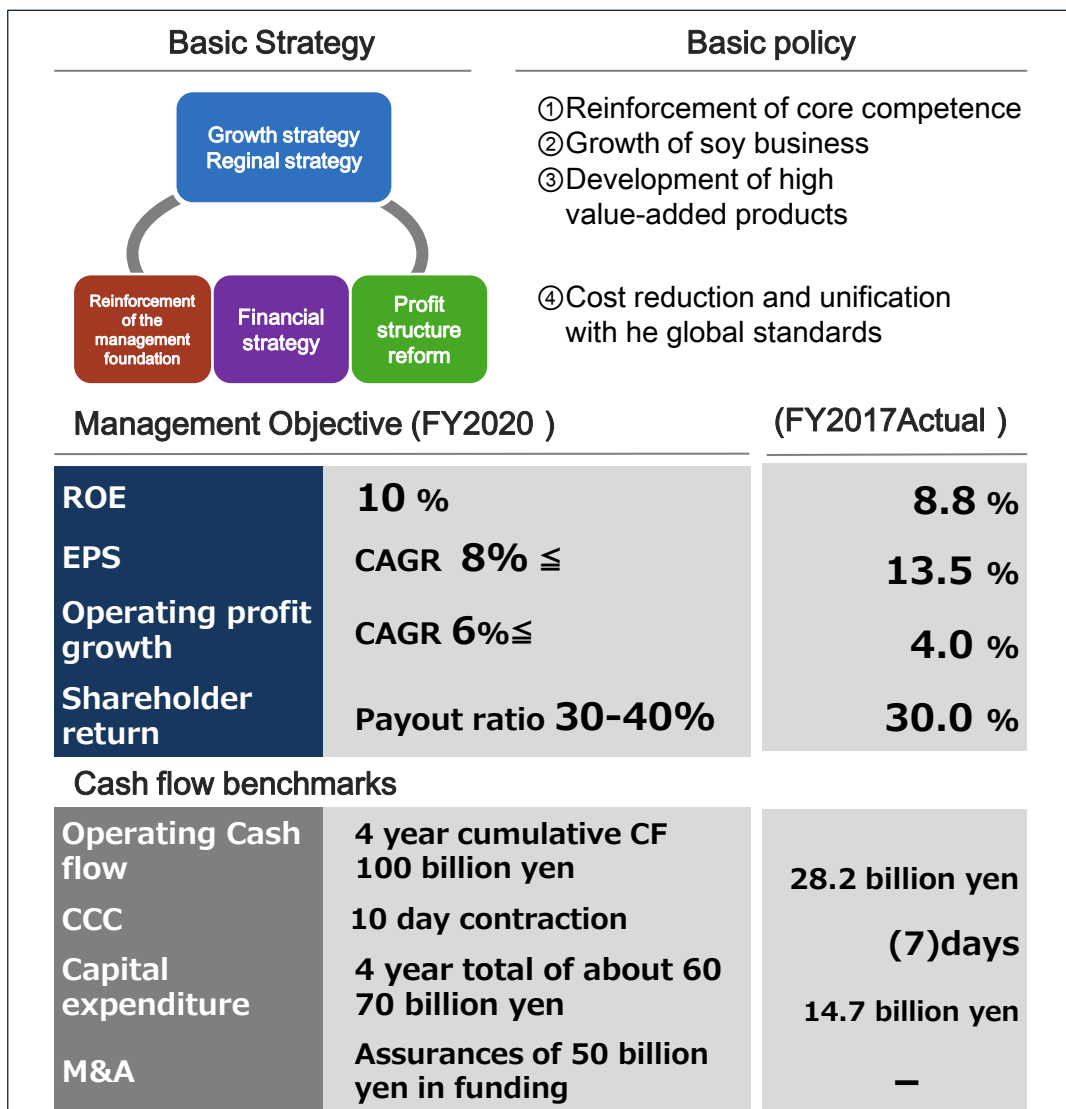 Basic Strategy
Basic policy
Growth strategy
Reginal strategy
Reinforcement
of the
management
foundation
Financial
strategy
Profit
structure
reform
①Reinforcement of core competence
②Growth of soy business
③Development of high
value-added products
④Cost reduction and unification
with he global standards
Management Objective (FY2020 )
(FY2017Actual )
ROE
10 %
8.8 %
EPS
CAGR 8% ≦
13.5 %
Operating profit
growth
CAGR 6%≦
4.0 %
Shareholder
return
Payout ratio 30-40%
30.0 %
Cash flow benchmarks
Operating Cash
flow
4 year cumulative CF
100 billion yen
28.2 billion yen
CCC
10 day contraction
(7)days
Capital
expenditure
4 year total of about 60
70 billion yen
14.7 billion yen
M&A
Assurances of 50 billion
yen in funding
–